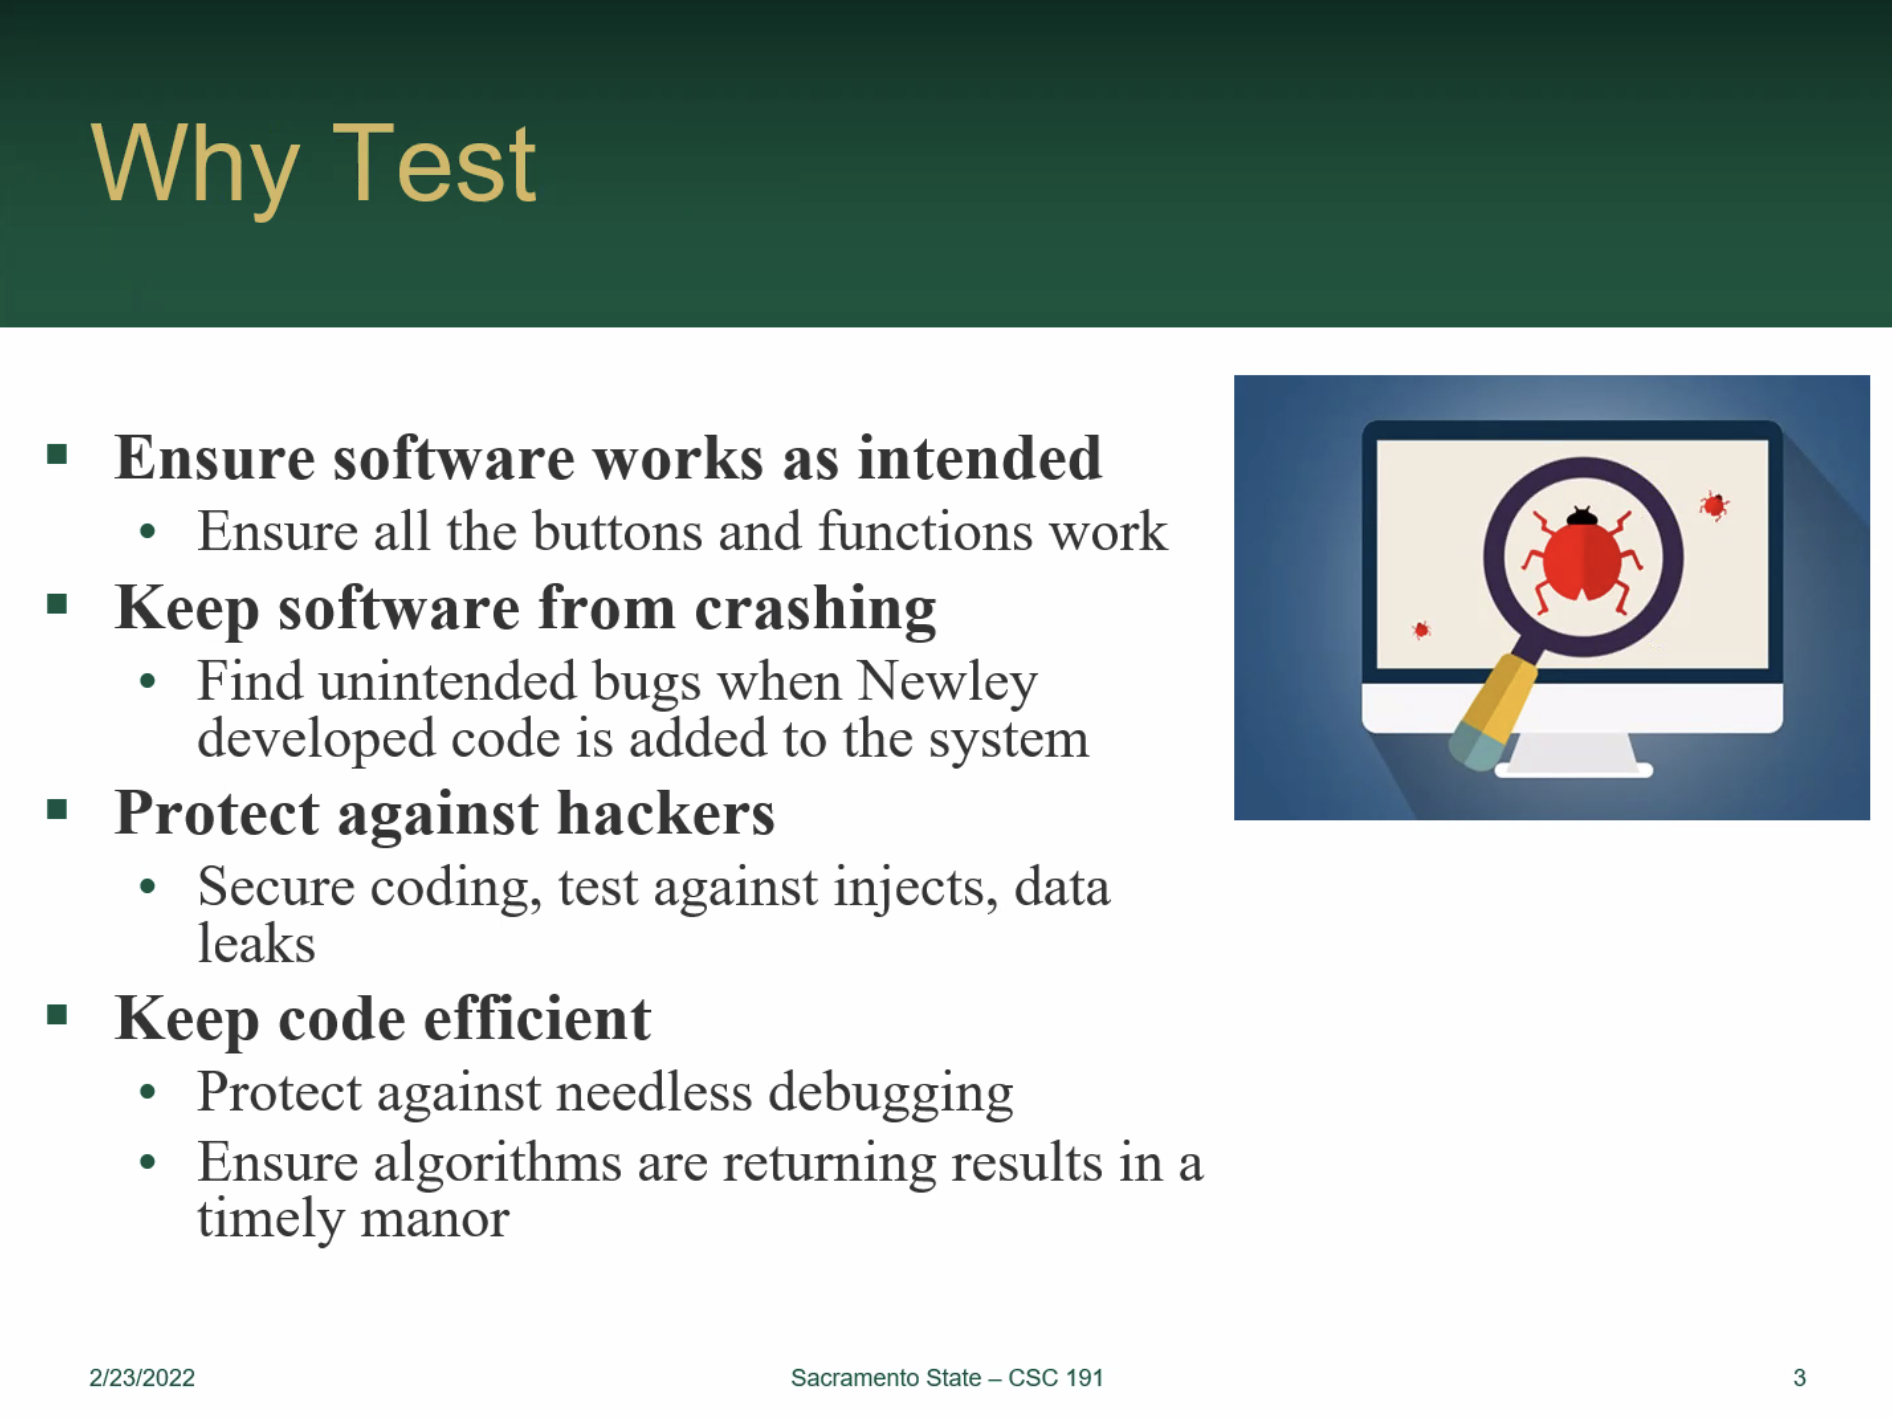 Why Test
Ensure software works as intended
Ensure all the buttons and functions work
Keep software from crashing
Find unintended bugs when Newley
developed code is added to the system
Protect against hackers
Secure coding, test against injects, data
leaks
Keep code efficient
Protect against needless debugging
Ensure algorithms are returning results in a
timely manor
2/23/2022
Sacramento State – CSC 191
3